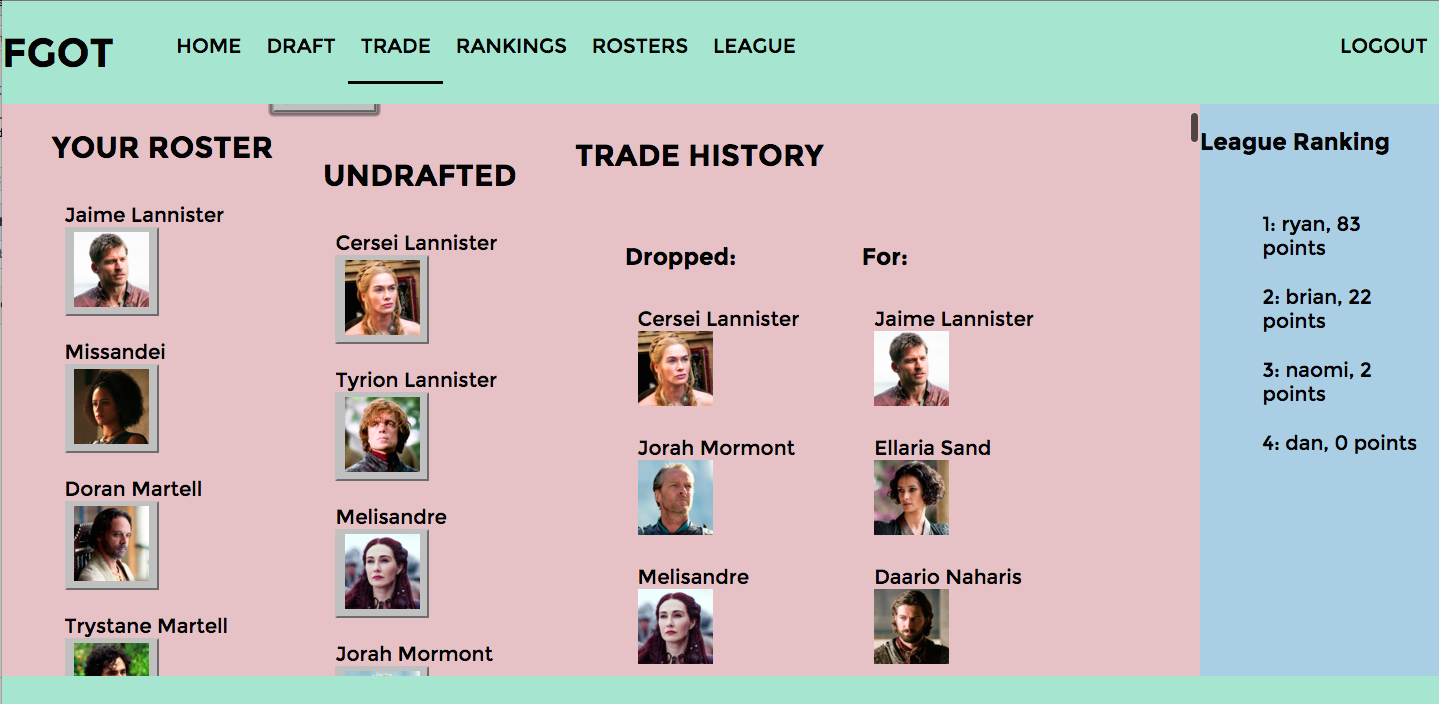 FGOT
HOME DRAFT TRADE RANKINGS ROSTERS LEAGUE LOGOUT
YOUR ROSTER
Jaime Lannister
Missandei
Doran Martell
Trystane Martell
UNDRAFTED
Cersei Lannister
Tyrion Lannister
Melisandre
Jorah Mormont
TRADE HISTORY
Dropped: For:
Cersei Lannister Jaime Lannister
Jorah Mormont Ellaria Sand
Melisandre Daario Naharis
League Ranking
1: ryan, 83
points
2: brian, 22
points
3: naomi, 2
points
4: dan, 0 points